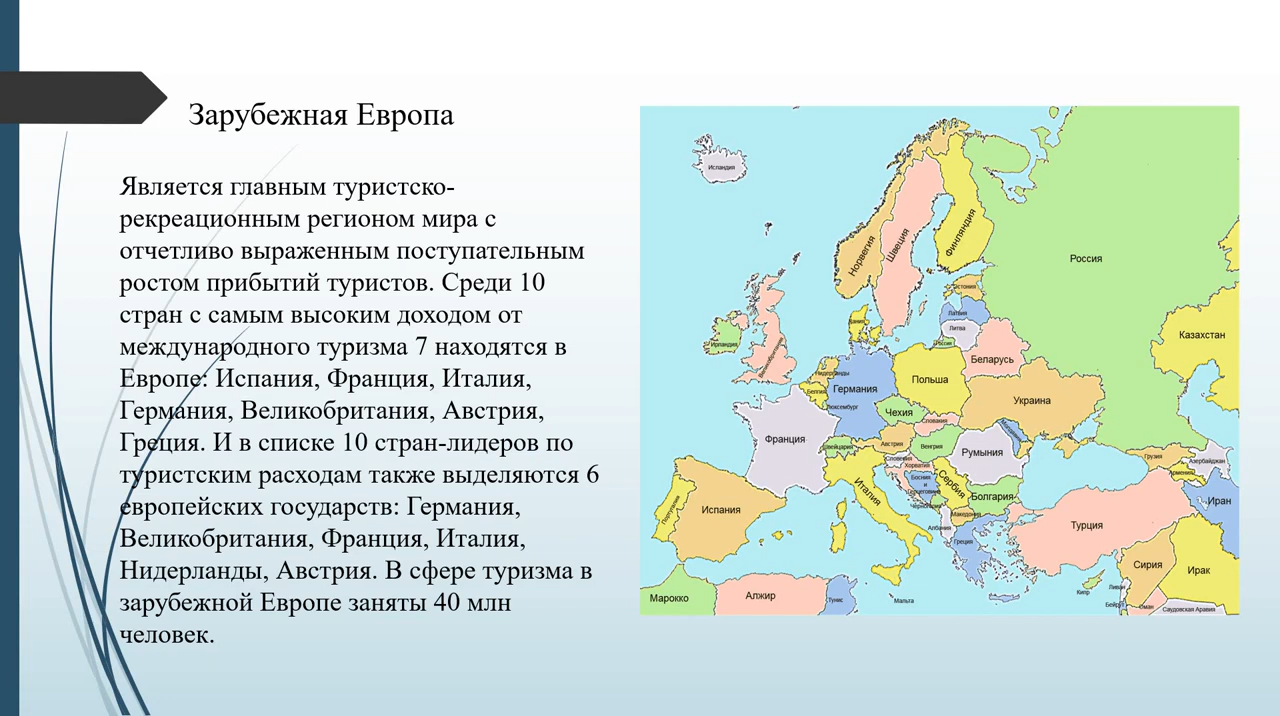 Зарубежная Европа
Является главным туристско-
рекреационным регионом мира с
отчетливо выраженным поступательным
ростом прибытий туристов. Среди 10
стран с самым высоким доходом от
международного туризма 7 находятся в
Европе: Испания, Франция, Италия,
Германия, Великобритания, Австрия,
Греция. И в списке 10 стран-лидеров по
туристским расходам также выделяются 6
европейских государств: Германия,
Великобритания, Франция, Италия,
Нидерланды, Австрия. В сфере туризма в
зарубежной Европе заняты 40 млн
человек.
Исландия
Норвегия
Швеция
Финляндия
Россия
Эстония
Латвия
Литва
Россия
Казахстан
Ирландия
Великобритания
Нидерланды
Бельгия
Люксембург
Германия
Польша
Беларусь
Украина
Чехия
Словакия
Франция
Швейцария
Австрия
Венгрия
Румыния
Словения
Хорватия
Босния
и
Герцеговина
Сербия
Черногория
Болгария
Македония
Албания
Греция
Италия
Португалия
Испания
Грузия
Азербайджан
Армения
Турция
Иран
Сирия
Ирак
Кипр
Ливан
Бейрут
Оман
Саудовская Аравия
Марокко
Алжир
Тунис
Мальта